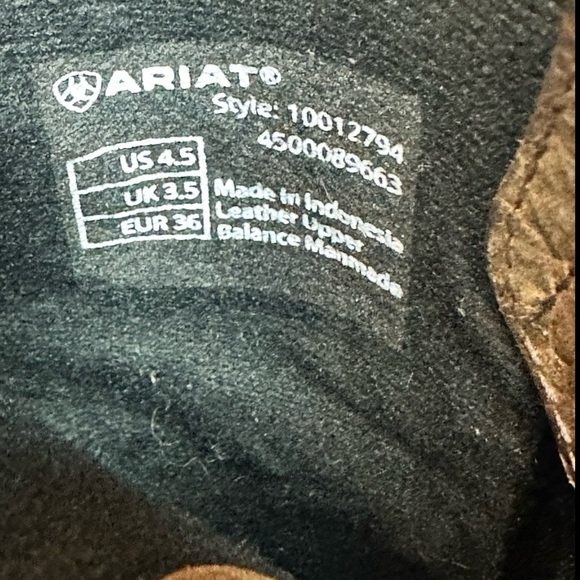 ARIAT®
Style: 10012794
4500089663
US 4.5
UK 3.5
EUR 36
Made in Indonesia
Leather Upper
Balance Manmade